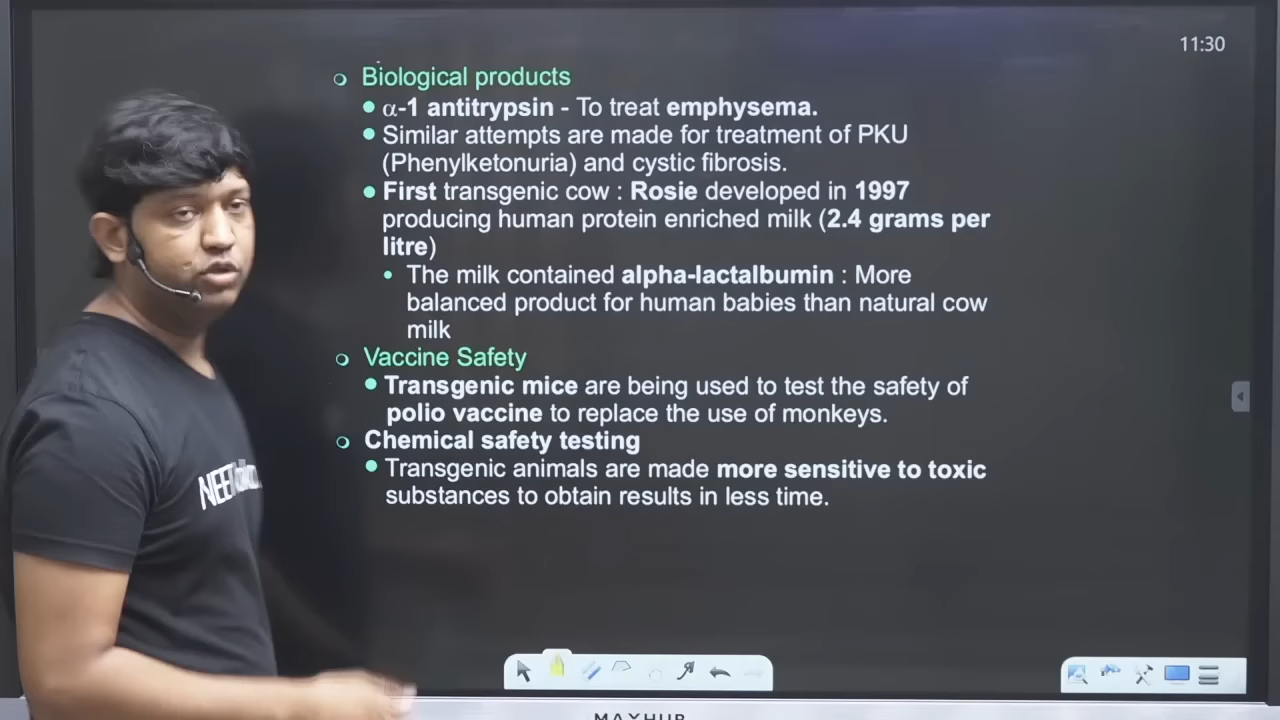 11:30
Biological products
α-1 antitrypsin - To treat emphysema.
Similar attempts are made for treatment of PKU
(Phenylketonuria) and cystic fibrosis.
First transgenic cow : Rosie developed in 1997
producing human protein enriched milk (2.4 grams per
litre)
The milk contained alpha-lactalbumin : More
balanced product for human babies than natural cow
milk
Vaccine Safety
Transgenic mice are being used to test the safety of
polio vaccine to replace the use of monkeys.
Chemical safety testing
Transgenic animals are made more sensitive to toxic
substances to obtain results in less time.
MAXHUB